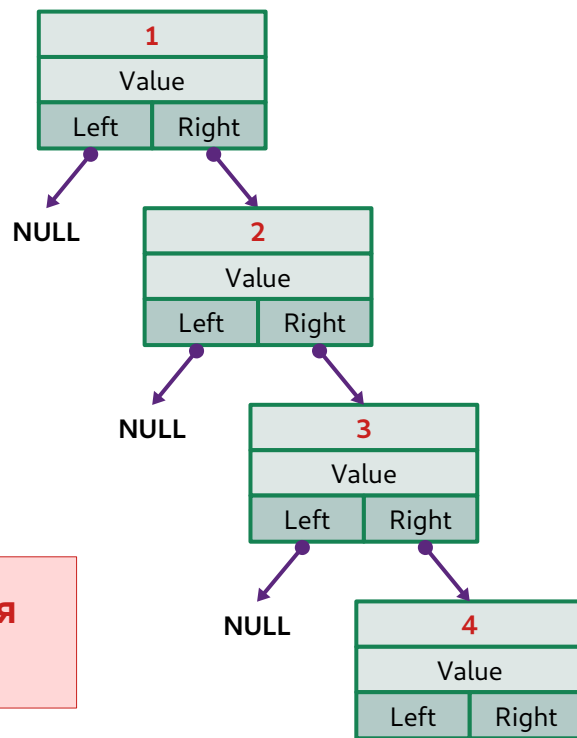 1
Value
Left Right
NULL
2
Value
Left Right
NULL
3
Value
Left Right
NULL
я
4
Value
Left Right